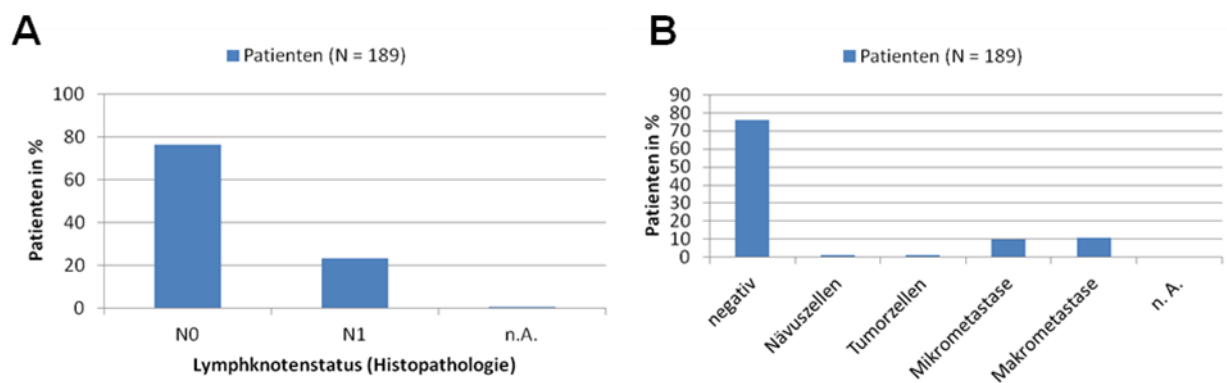 A
Patienten (N = 189)
Patienten in %
100
80
60
40
20
0
N0
N1
n.A.
Lymphknotenstatus (Histopathologie)
B
Patienten (N = 189)
Patienten in %
90
80
70
60
50
40
30
20
10
0
negativ
Nävuszellen
Tumorzellen
Mikrometastase
Makrometastase
n. A.